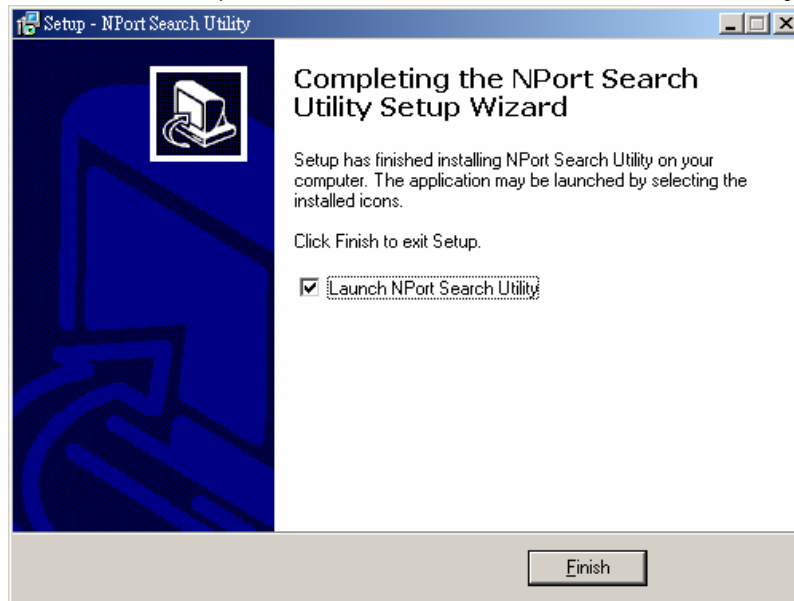 Setup - NPort Search Utility
Completing the NPort Search
Utility Setup Wizard
Setup has finished installing NPort Search Utility on your
computer. The application may be launched by selecting the
installed icons.
Click Finish to exit Setup.
Launch NPort Search Utility
Finish